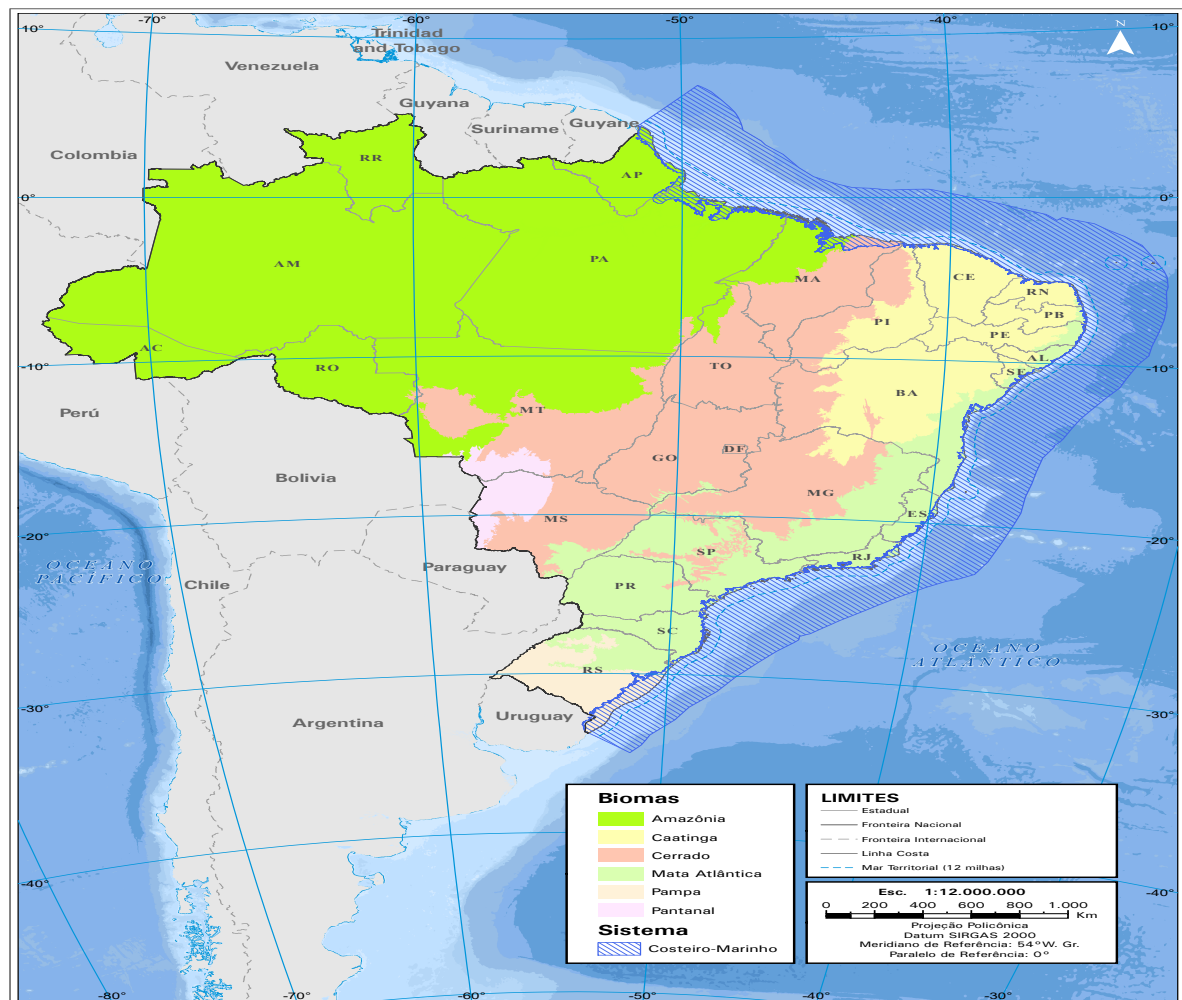 -70°
-50°
-40°
10°
10°
N
Trinidad
and Tobago
Venezuela
Guyana
Suriname
Guyane
Colombia
RR
AP
0°
0°
AM
PA
MA
CE
RN
PB
PI
PE
AL
SE
AC
RO
TO
BA
-10°
-10°
Perú
MT
GO
DF
Bolivia
MG
MS
ES
-20°
-20°
SP
RJ
OCEANO
PACÍFICO
Chile
Paraguay
PR
SC
OCEANO
ATLÂNTICO
RS
-30°
-30°
Argentina
Uruguay
Biomas
Amazônia
Caatinga
Cerrado
Mata Atlântica
Pampa
Pantanal
Sistema
Costeiro-Marinho
LIMITES
Estadual
Fronteira Nacional
Fronteira Internacional
Linha Costa
Mar Territorial (12 milhas)
Esc. 1:12.000.000
0 200 400 600 800 1.000
Km
Projeção Policônica
Datum SIRGAS 2000
Meridiano de Referência: 54°W. Gr.
Paralelo de Referência: 0°
-40°
-40°
-80°
-70°
-60°
-50°
-40°
-30°